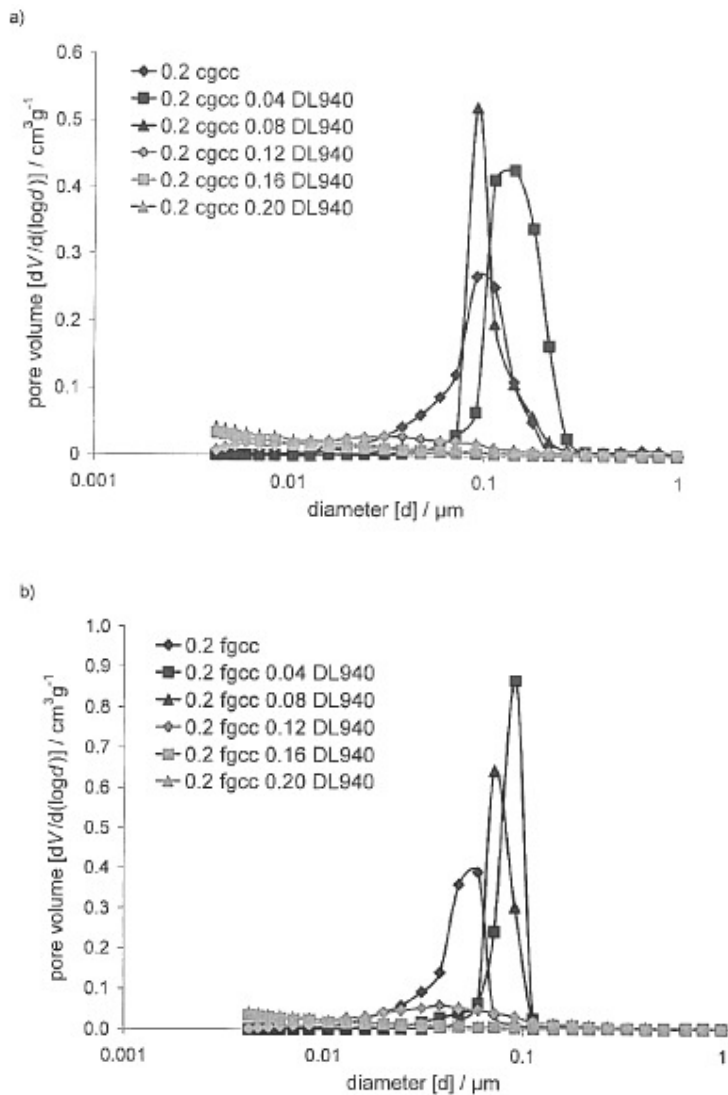 a)
0.6
0.5
0.4
0.3
0.2
0.1
0
pore volume [dV/d(logd)] / cm³g⁻¹
0.2 cgcc
0.2 cgcc 0.04 DL940
0.2 cgcc 0.08 DL940
0.2 cgcc 0.12 DL940
0.2 cgcc 0.16 DL940
0.2 cgcc 0.20 DL940
0.001 0.01 0.1 1
diameter [d] / µm
b)
1.0
0.9
0.8
0.7
0.6
0.5
0.4
0.3
0.2
0.1
0.0
pore volume [dV/d(logd)] / cm³g⁻¹
0.2 fgcc
0.2 fgcc 0.04 DL940
0.2 fgcc 0.08 DL940
0.2 fgcc 0.12 DL940
0.2 fgcc 0.16 DL940
0.2 fgcc 0.20 DL940
0.001 0.01 0.1 1
diameter [d] / µm